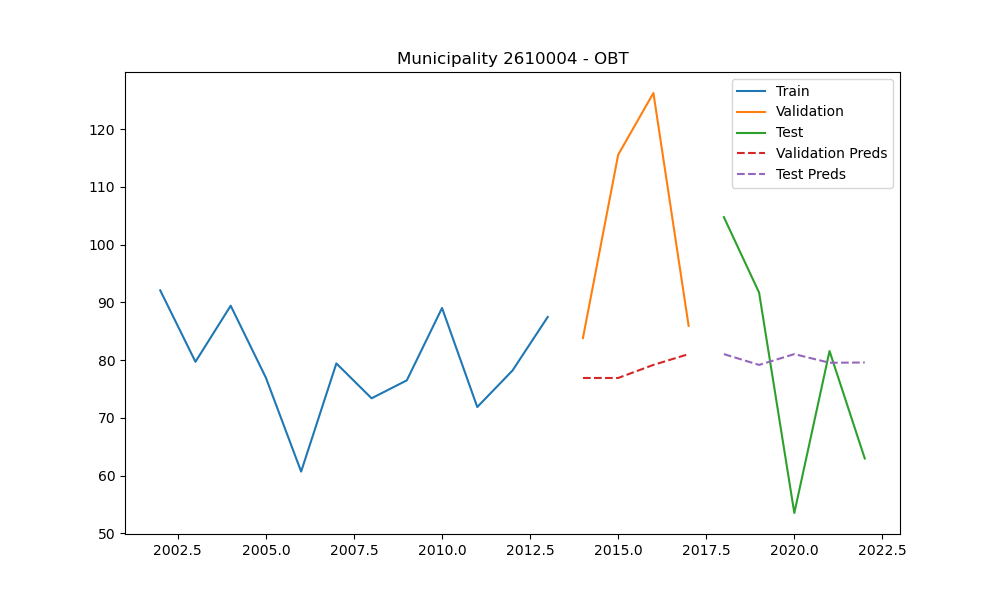 Municipality 2610004 - OBT
Train
Validation
Test
Validation Preds
Test Preds
120
110
100
90
80
70
60
50
2002.5 2005.0 2007.5 2010.0 2012.5 2015.0 2017.5 2020.0 2022.5